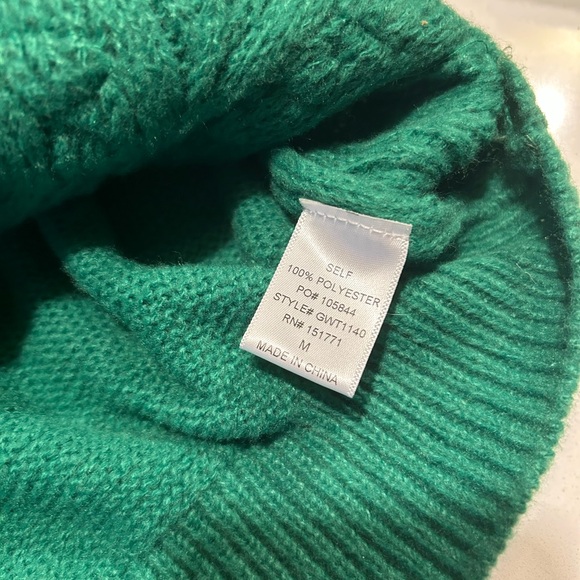 SELF
100% POLYESTER
PO# 105844
STYLE# GWT1140
RN# 151771
M
MADE IN CHINA